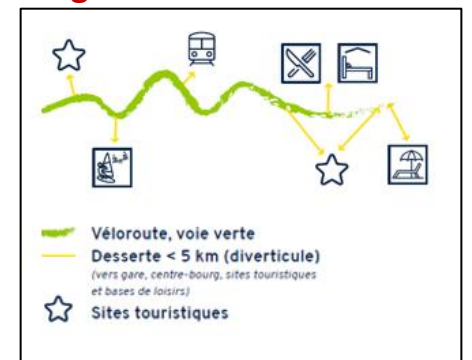 Véloroute, voie verte
Desserte < 5 km (diverticule)
(vers gare, centre-bourg, sites touristiques
et bases de loisirs)
Sites touristiques